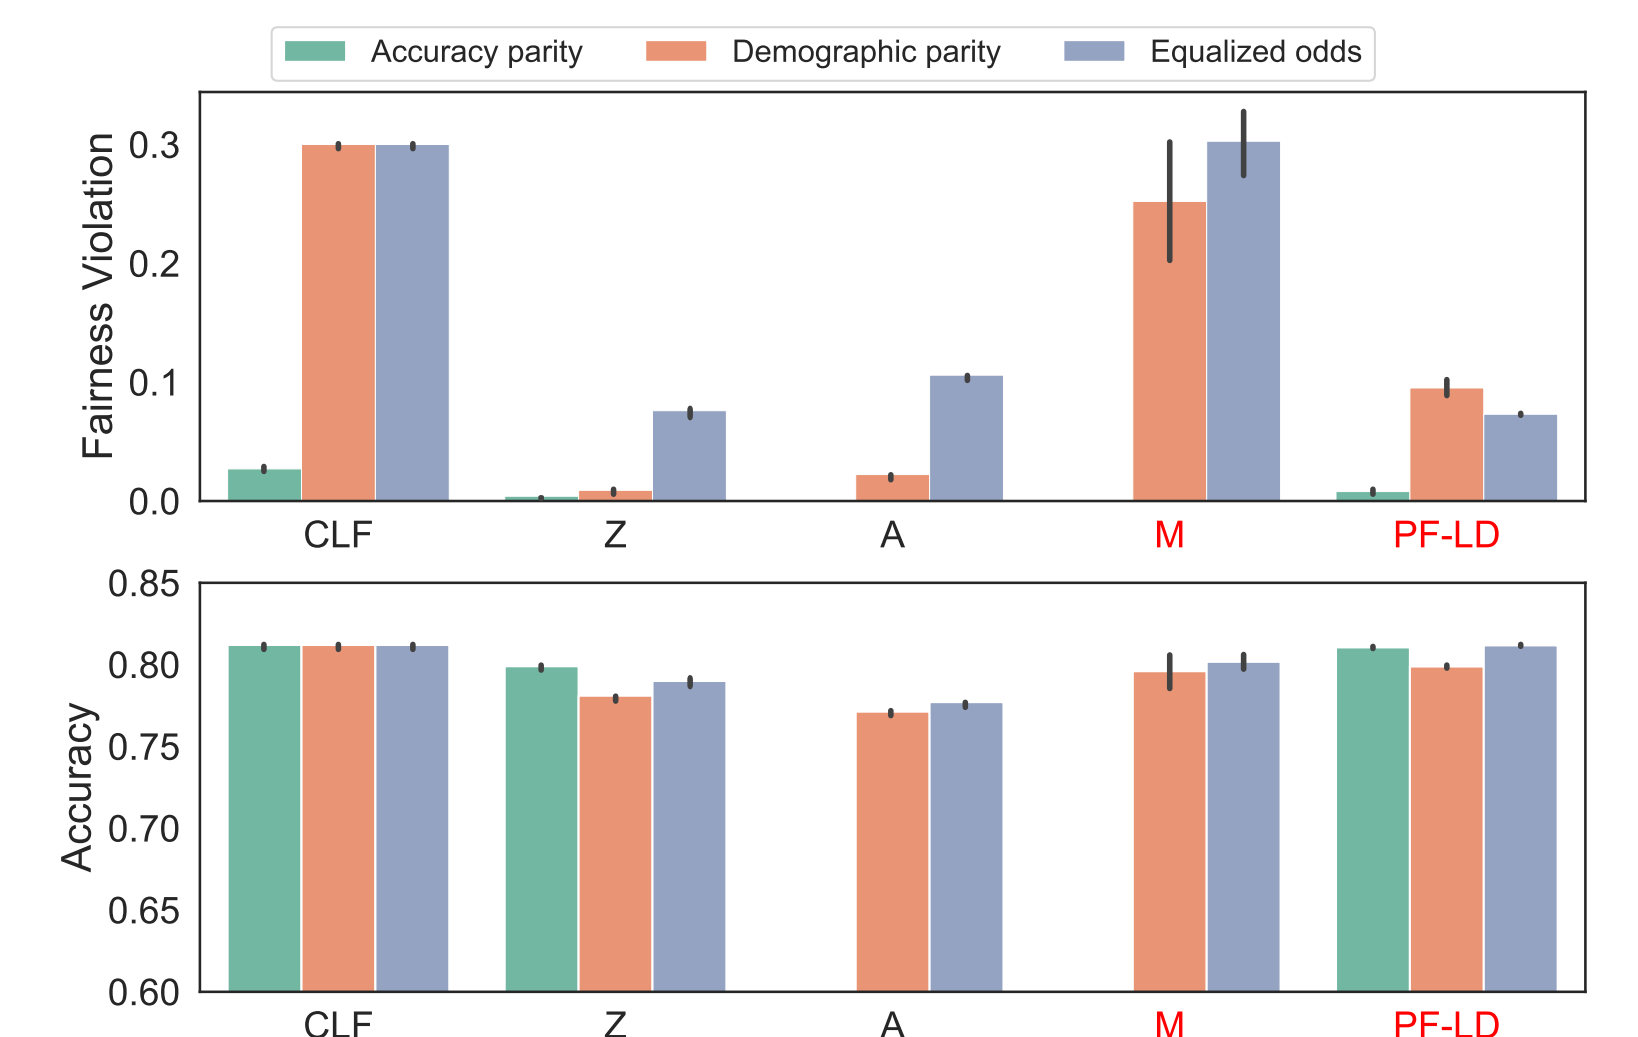 Accuracy parity Demographic parity Equalized odds
Fairness Violation
0.3
0.2
0.1
0.0
CLF Z A M PF-LD
Accuracy
0.85
0.80
0.75
0.70
0.65
0.60
CLF Z A M PF-LD